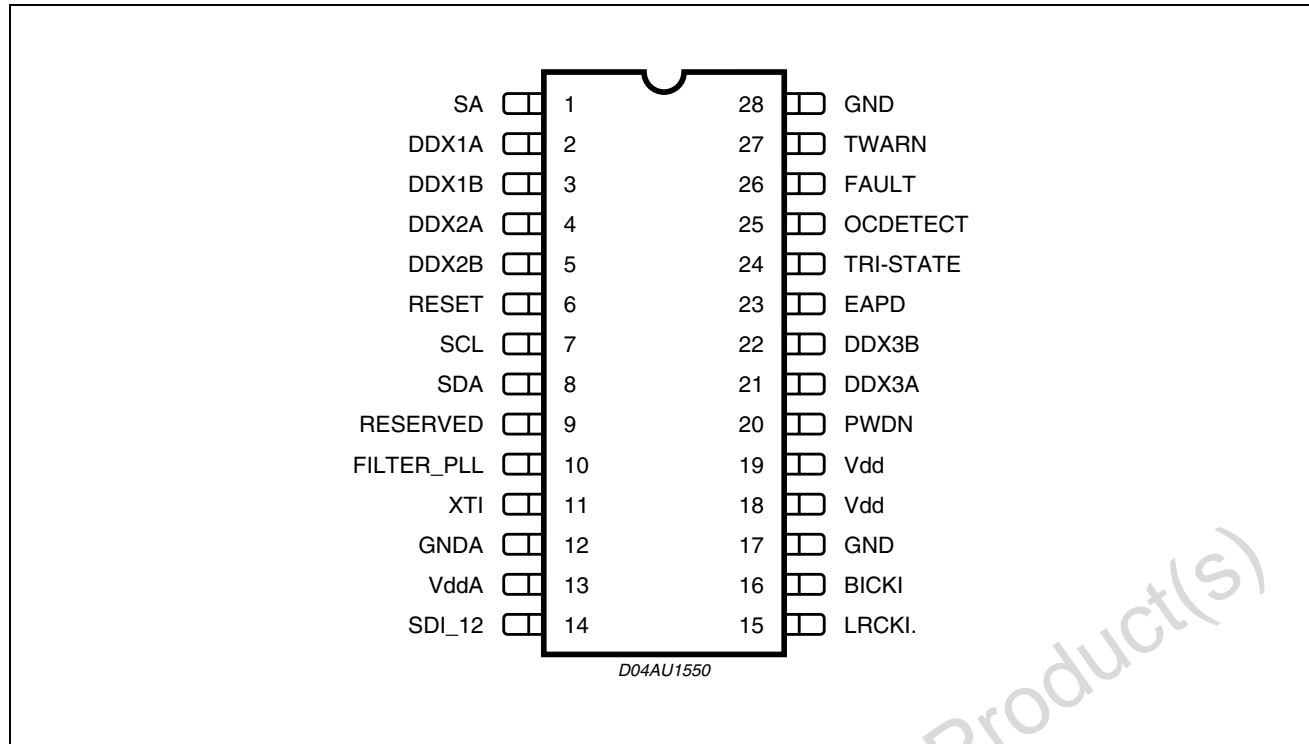 SA 1 28 GND
DDX1A 2 27 TWARN
DDX1B 3 26 FAULT
DDX2A 4 25 OCDETECT
DDX2B 5 24 TRI-STATE
RESET 6 23 EAPD
SCL 7 22 DDX3B
SDA 8 21 DDX3A
RESERVED 9 20 PWDN
FILTER_PLL 10 19 Vdd
XTI 11 18 Vdd
GNDA 12 17 GND
VddA 13 16 BICKI
SDI_12 14 15 LRCKI.
D04AU1550
Product(s)